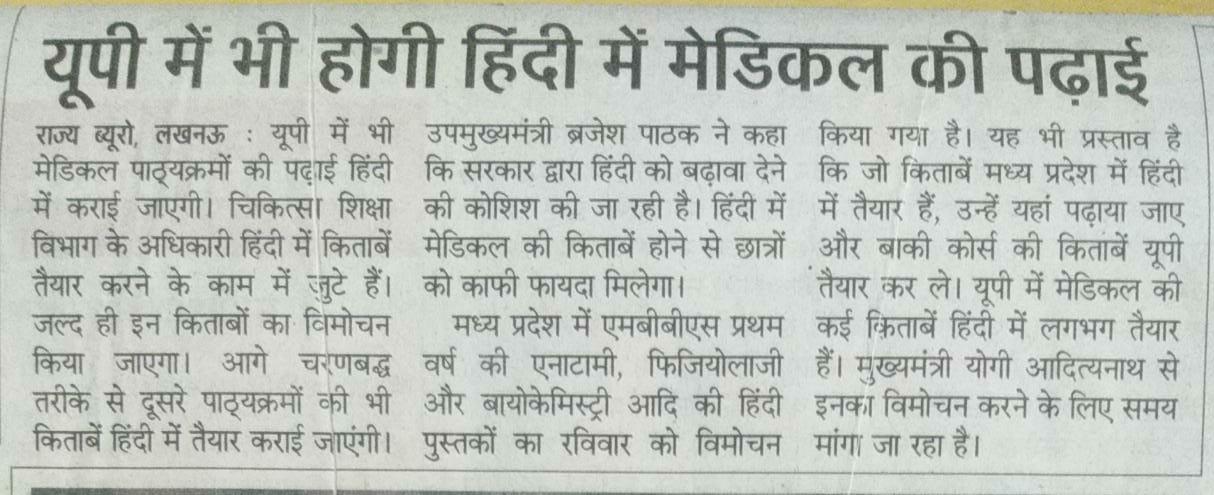 यूपी में भी होगी हिंदी में मेडिकल की पढ़ाई
राज्य ब्यूरो, लखनऊ : यूपी में भी
मेडिकल पाठ्यक्रमों की पढ़ाई हिंदी
में कराई जाएगी। चिकित्सा शिक्षा
विभाग के अधिकारी हिंदी में किताबें
तैयार करने के काम में जुटे हैं।
जल्द ही इन किताबों का विमोचन
किया जाएगा। आगे चरणबद्ध
तरीके से दूसरे पाठ्यक्रमों की भी
किताबें हिंदी में तैयार कराई जाएंगी।
उपमुख्यमंत्री ब्रजेश पाठक ने कहा
कि सरकार द्वारा हिंदी को बढ़ावा देने
की कोशिश की जा रही है। हिंदी में
मेडिकल की किताबें होने से छात्रों
को काफी फायदा मिलेगा।
मध्य प्रदेश में एमबीबीएस प्रथम
वर्ष की एनाटामी, फिजियोलाजी
और बायोकेमिस्ट्री आदि की हिंदी
पुस्तकों का रविवार को विमोचन
किया गया है। यह भी प्रस्ताव है
कि जो किताबें मध्य प्रदेश में हिंदी
में तैयार हैं, उन्हें यहां पढ़ाया जाए
और बाकी कोर्स की किताबें यूपी
तैयार कर ले। यूपी में मेडिकल की
कई किताबें हिंदी में लगभग तैयार
हैं। मुख्यमंत्री योगी आदित्यनाथ से
इनका विमोचन करने के लिए समय
मांगा जा रहा है।